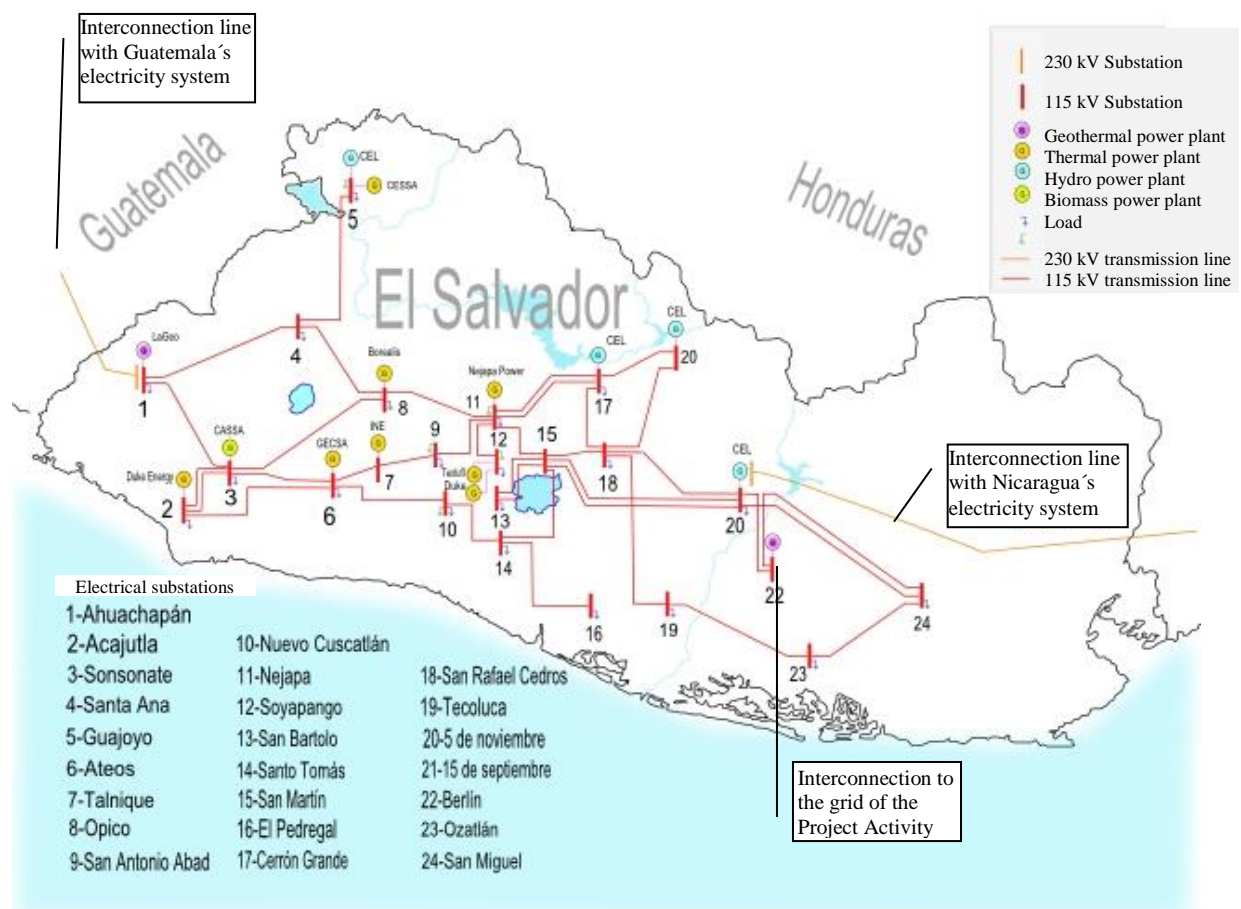 Interconnection line
with Guatemala´s
electricity system
230 kV Substation
115 kV Substation
Geothermal power plant
Thermal power plant
Hydro power plant
Biomass power plant
Load
230 kV transmission line
115 kV transmission line
Guatemala
Honduras
El Salvador
CEL
CESSA
5
LaGeo
1
4
Borealis
8
Nejapa Power
11
CEL
17
CEL
20
CASSA
3
Duke Energy
2
GECSA
6
INE
7
9
12
15
Duke
10
13
14
18
CEL
20
22
16
19
23
24
Interconnection line
with Nicaragua´s
electricity system
Interconnection to
the grid of the
Project Activity
Electrical substations
1-Ahuachapán
2-Acajutla
3-Sonsonate
4-Santa Ana
5-Guajoyo
6-Ateos
7-Talnique
8-Opico
9-San Antonio Abad
10-Nuevo Cuscatlán
11-Nejapa
12-Soyapango
13-San Bartolo
14-Santo Tomás
15-San Martín
16-El Pedregal
17-Cerrón Grande
18-San Rafael Cedros
19-Tecoluca
20-5 de noviembre
21-15 de septiembre
22-Berlín
23-Ozatlán
24-San Miguel